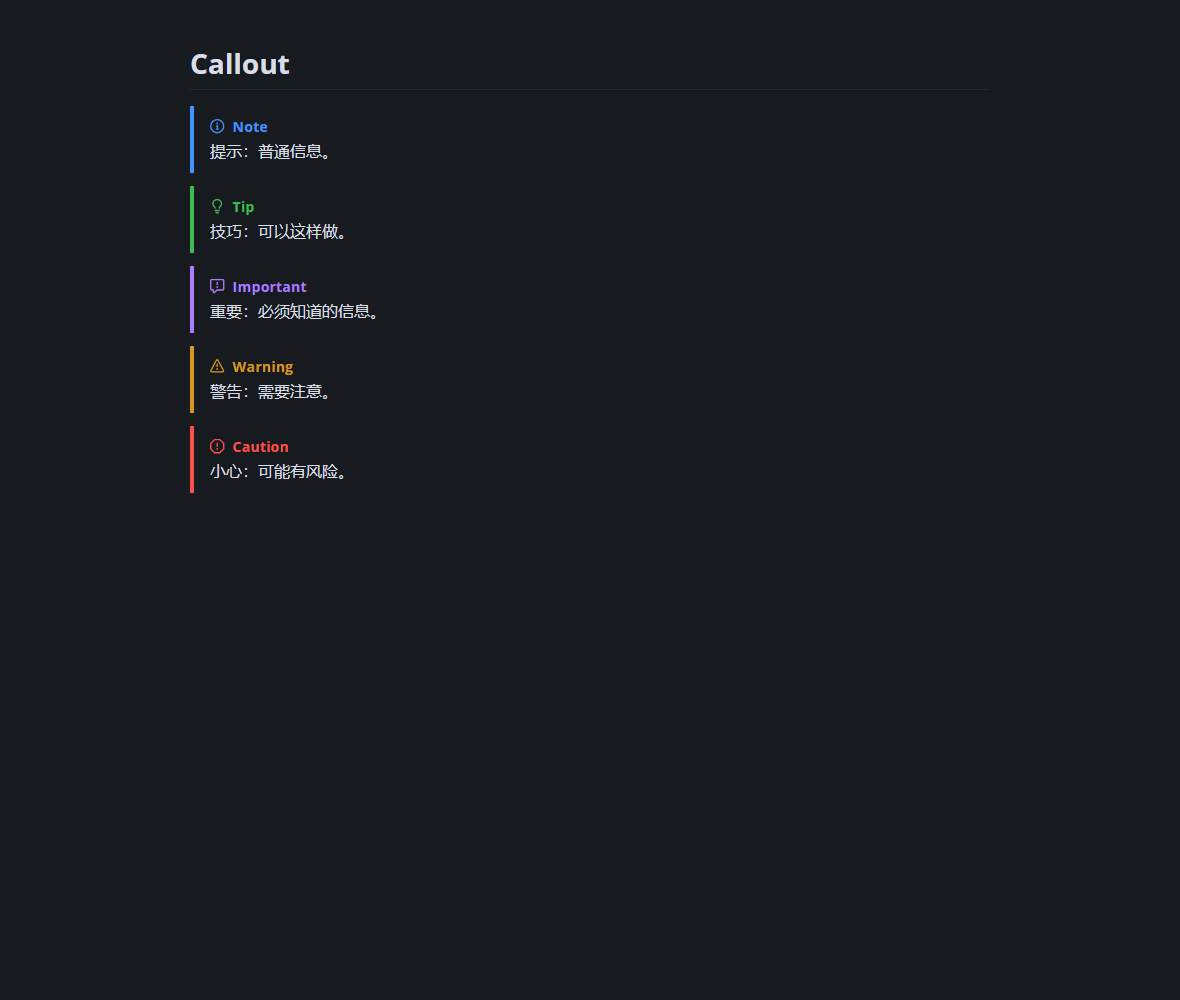 Callout
Note
提示：普通信息。
Tip
技巧：可以这样做。
Important
重要：必须知道的信息。
Warning
警告：需要注意。
Caution
小心：可能有风险。